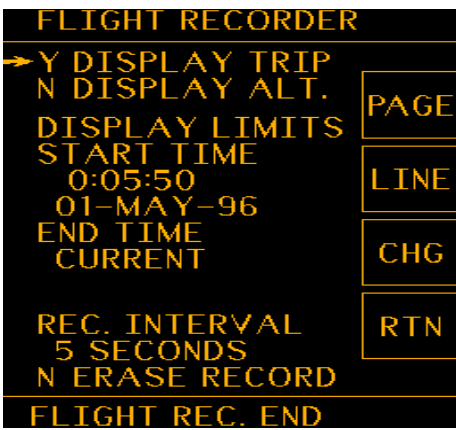 FLIGHT RECORDER
Y DISPLAY TRIP
N DISPLAY ALT.
DISPLAY LIMITS
START TIME
0:05:50
01-MAY-96
END TIME
CURRENT
REC. INTERVAL
5 SECONDS
N ERASE RECORD
FLIGHT REC. END
PAGE
LINE
CHG
RTN